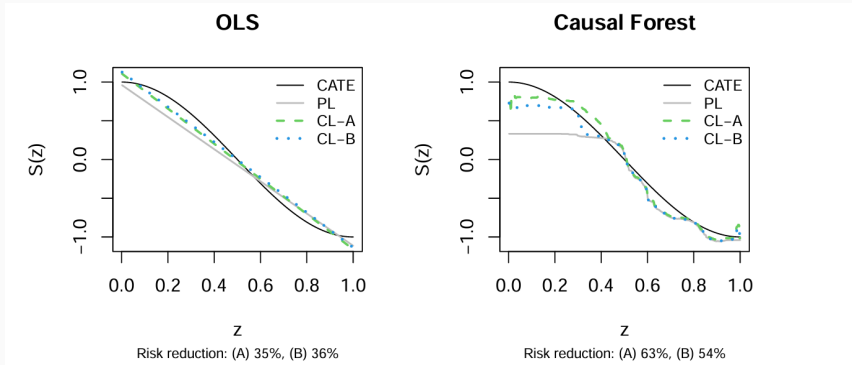 OLS
S(z)
1.0
0.0
−1.0
CATE
PL
CL−A
CL−B
0.0 0.2 0.4 0.6 0.8 1.0
z
Risk reduction: (A) 35%, (B) 36%
Causal Forest
S(z)
1.0
0.0
−1.0
CATE
PL
CL−A
CL−B
0.0 0.2 0.4 0.6 0.8 1.0
z
Risk reduction: (A) 63%, (B) 54%